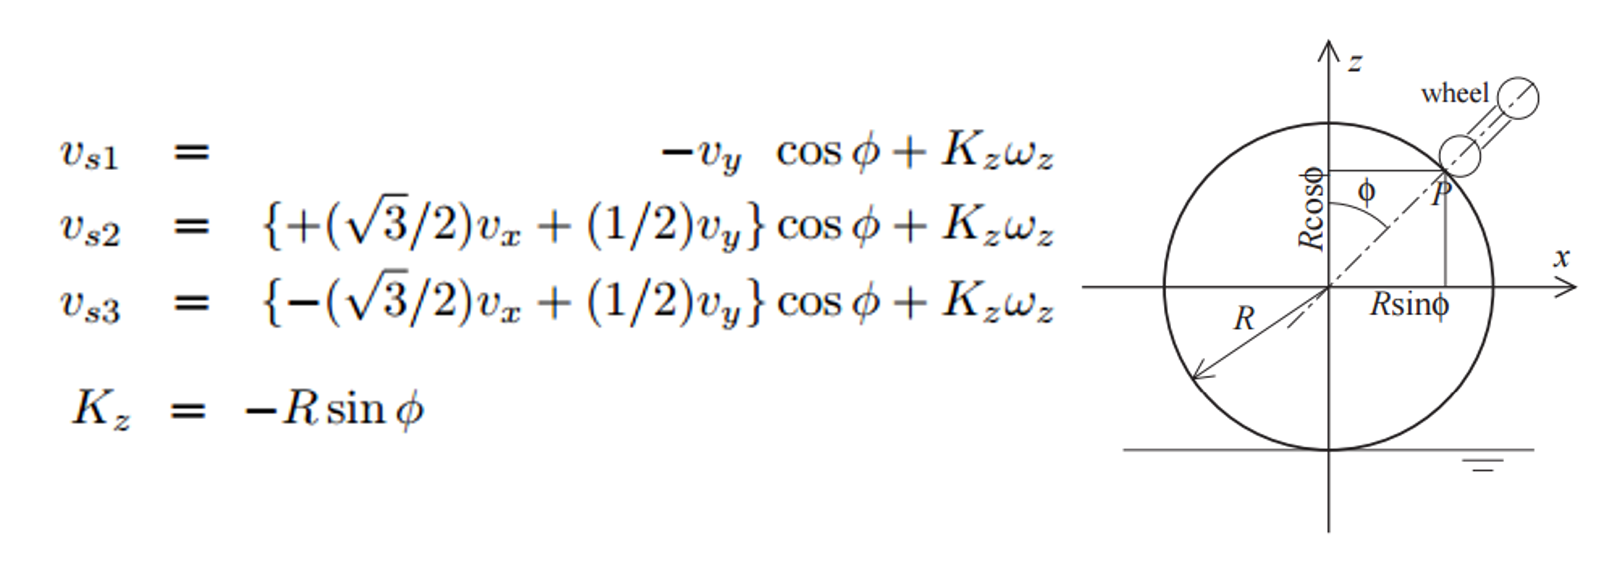 v_{s1} = -v_y cos ϕ + K_z ω_z
v_{s2} = {+(√3/2)v_x + (1/2)v_y} cos ϕ + K_z ω_z
v_{s3} = {-(√3/2)v_x + (1/2)v_y} cos ϕ + K_z ω_z
K_z = -R sin ϕ
z
wheel
Rcosϕ
ϕ
P
x
R
Rsinϕ